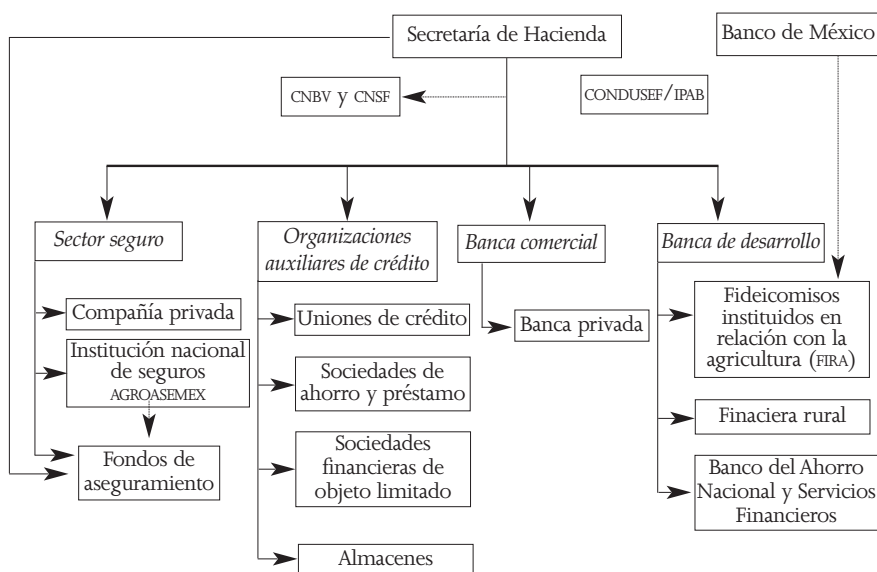 Secretaría de Hacienda
Banco de México
CNBV y CNSF
CONDUSEF/IPAB
Sector seguro
Organizaciones
auxiliares de crédito
Banca comercial
Banca de desarrollo
Compañía privada
Institución nacional
de seguros
AGROASEMEX
Fondos de
aseguramiento
Uniones de crédito
Sociedades de
ahorro y préstamo
Sociedades
financieras de
objeto limitado
Almacenes
Banca privada
Fideicomisos
instituidos en
relación con la
agricultura (FIRA)
Finaciera rural
Banco del Ahorro
Nacional y Servicios
Financieros